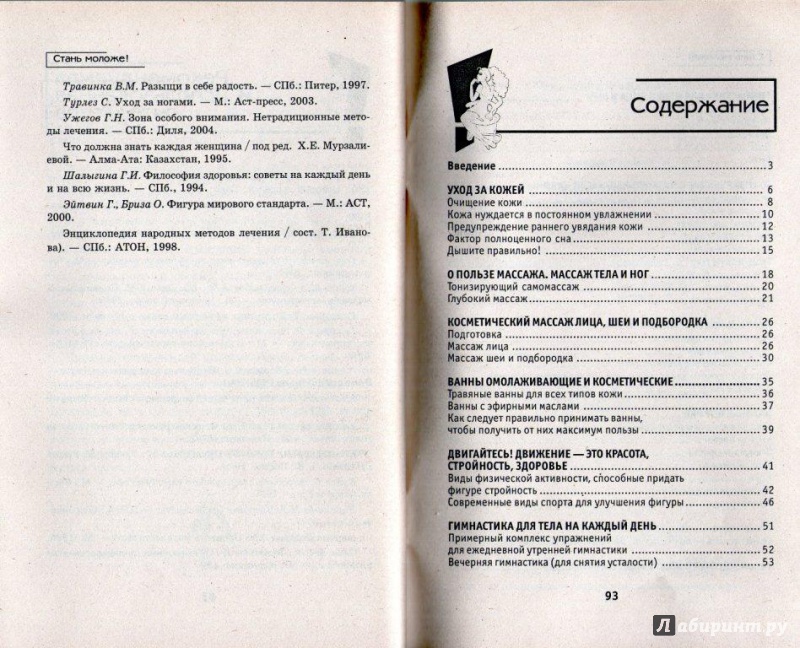 Стань моложе!
Травинка В.М. Разыщи в себе радость. — СПб.: Питер, 1997.
Турлез С. Уход за ногами. — М.: Аст-пресс, 2003.
Ужегов Г.Н. Зона особого внимания. Нетрадиционные мето-
ды лечения. — СПб.: Диля, 2004.
Что должна знать каждая женщина / под ред. Х.Е. Мурзали-
евой. — Алма-Ата: Казахстан, 1995.
Шалыгина Г.И. Философия здоровья: советы на каждый день
и на всю жизнь. — СПб., 1994.
Эйтвин Г., Бриза О. Фигура мирового стандарта. — М.: АСТ,
2000.
Энциклопедия народных методов лечения / сост. Т. Ивано-
ва). — СПб.: АТОН, 1998.
Содержание
Введение ... 3
УХОД ЗА КОЖЕЙ ... 6
Очищение кожи ... 8
Кожа нуждается в постоянном увлажнении ... 10
Предупреждение раннего увядания кожи ... 12
Фактор полноценного сна ... 13
Дышите правильно! ... 15
О ПОЛЬЗЕ МАССАЖА. МАССАЖ ТЕЛА И НОГ ... 18
Тонизирующий самомассаж ... 20
Глубокий массаж ... 21
КОСМЕТИЧЕСКИЙ МАССАЖ ЛИЦА, ШЕИ И ПОДБОРОДКА ... 26
Подготовка ... 26
Массаж лица ... 26
Массаж шеи и подбородка ... 30
ВАННЫ ОМОЛАЖИВАЮЩИЕ И КОСМЕТИЧЕСКИЕ ... 35
Травяные ванны для всех типов кожи ... 36
Ванны с эфирными маслами ... 37
Как следует правильно принимать ванны,
чтобы получить от них максимум пользы ... 39
ДВИГАЙТЕСЬ! ДВИЖЕНИЕ — ЭТО КРАСОТА,
СТРОЙНОСТЬ, ЗДОРОВЬЕ ... 41
Виды физической активности, способные придать
фигуре стройность ... 42
Современные виды спорта для улучшения фигуры ... 46
ГИМНАСТИКА ДЛЯ ТЕЛА НА КАЖДЫЙ ДЕНЬ ... 51
Примерный комплекс упражнений
для ежедневной утренней гимнастики ... 52
Вечерняя гимнастика (для снятия усталости) ... 53
93
Лабиринт.ру